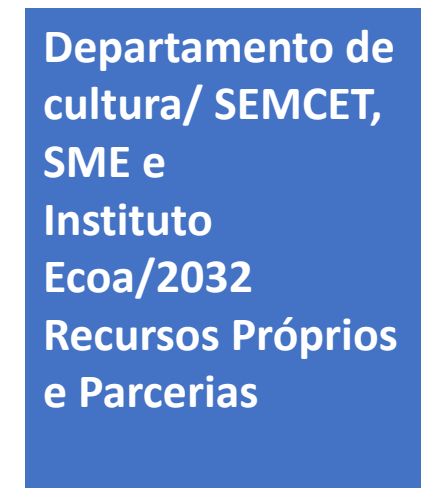 Departamento de
cultura/ SEMCET,
SME e
Instituto
Ecoa/2032
Recursos Próprios
e Parcerias